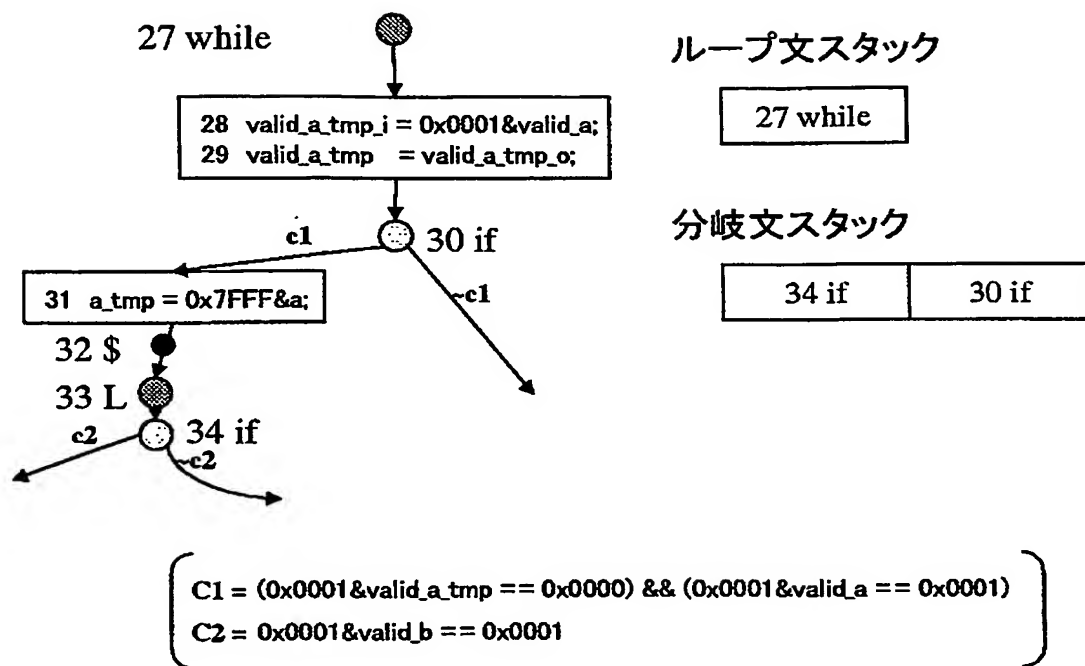 27 while
ループ文スタック
27 while
28 valid_a_tmp_i = 0x0001&valid_a;
29 valid_a_tmp = valid_a_tmp_o;
分岐文スタック
34 if 30 if
c1
30 if
~c1
31 a_tmp = 0x7FFF&a;
32 $
33 L
c2
34 if
~c2
C1 = (0x0001&valid_a_tmp == 0x0000) && (0x0001&valid_a == 0x0001)
C2 = 0x0001&valid_b == 0x0001